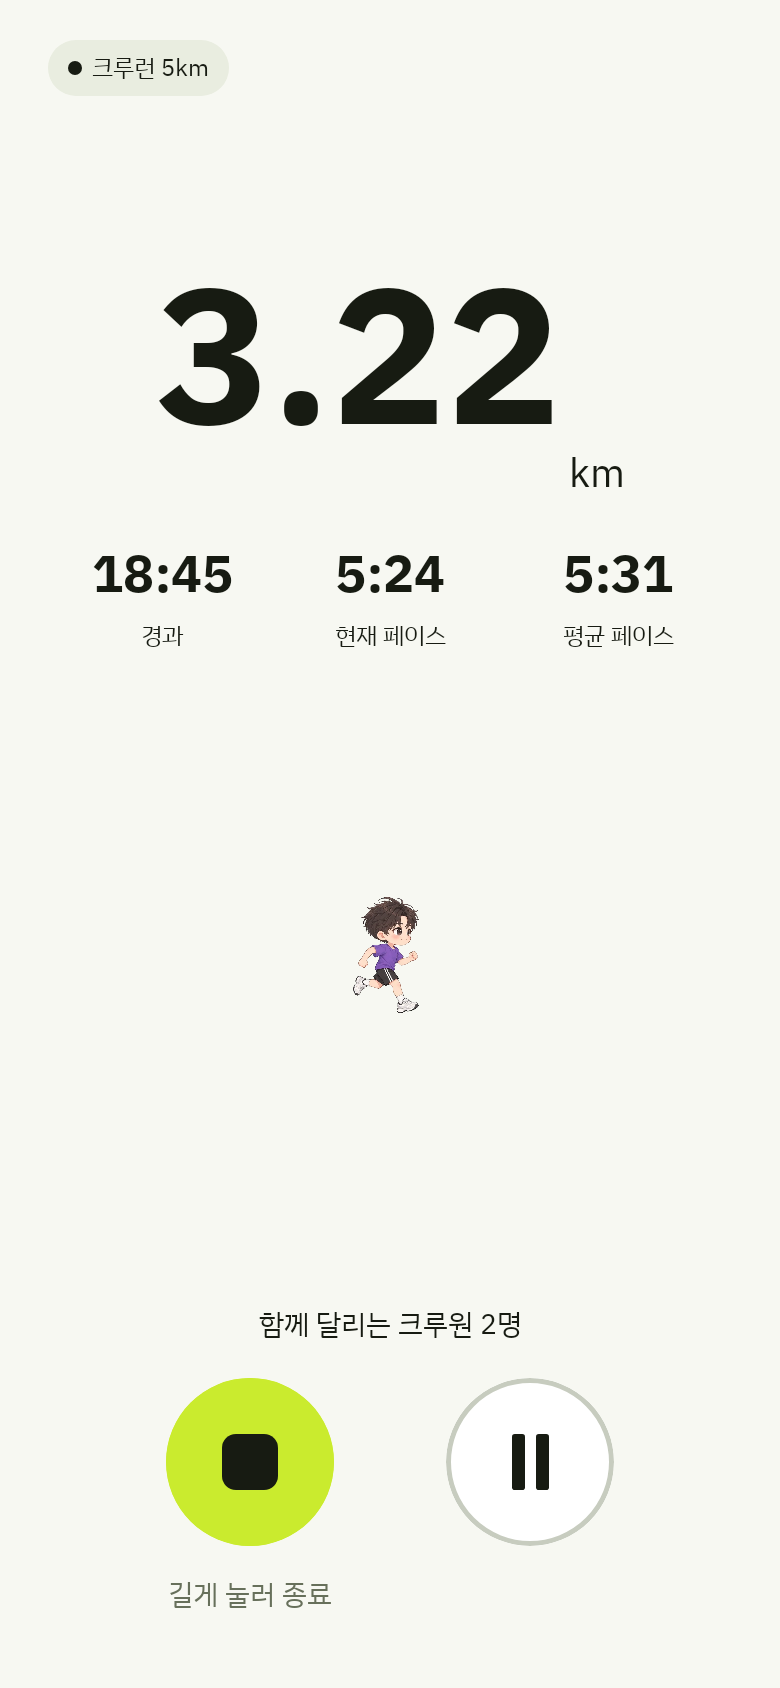 크루런 5km
3.22
km
18:45 5:24 5:31
경과 현재 페이스 평균 페이스
함께 달리는 크루원 2명
길게 눌러 종료